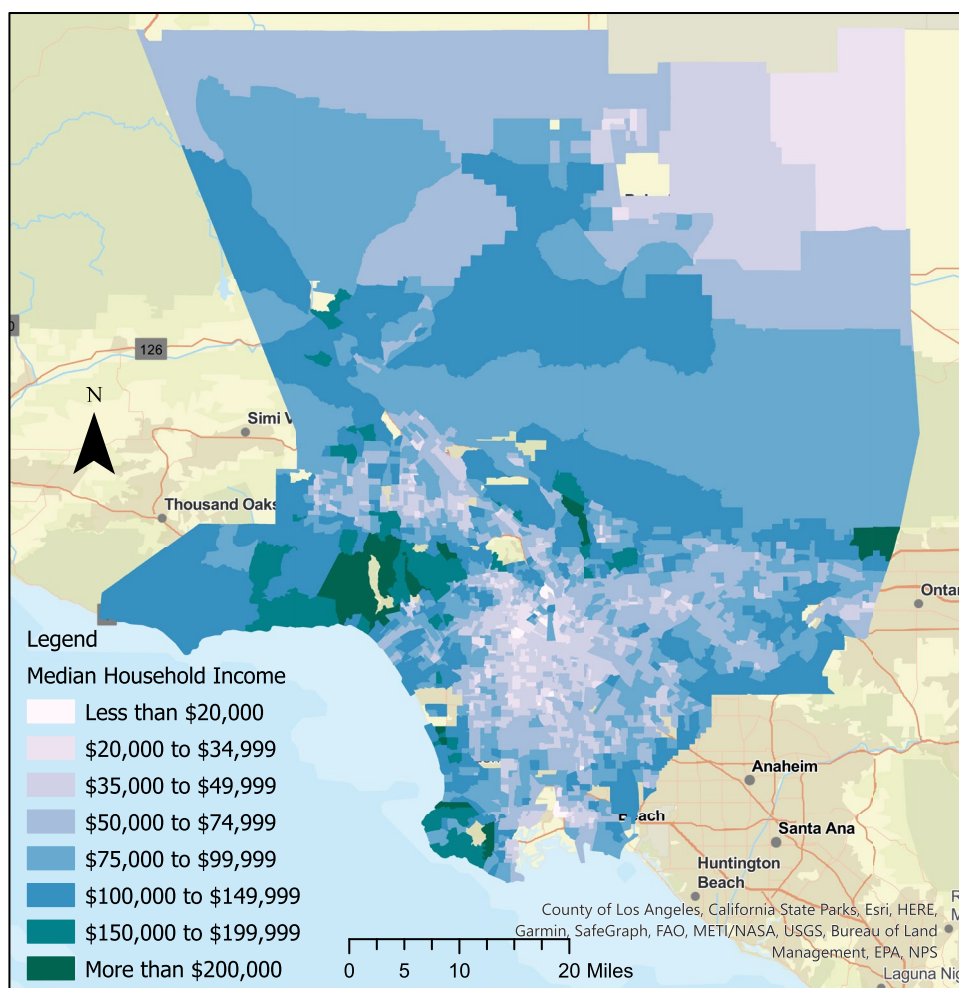 126
N
Simi V
Thousand Oaks
Ontar
Legend
Median Household Income
Less than $20,000
$20,000 to $34,999
$35,000 to $49,999
$50,000 to $74,999
$75,000 to $99,999
$100,000 to $149,999
$150,000 to $199,999
More than $200,000
Anaheim
Beach
Santa Ana
Huntington
Beach
County of Los Angeles, California State Parks, Esri, HERE,
Garmin, SafeGraph, FAO, METI/NASA, USGS, Bureau of Land
Management, EPA, NPS
0 5 10 20 Miles
Laguna Nig